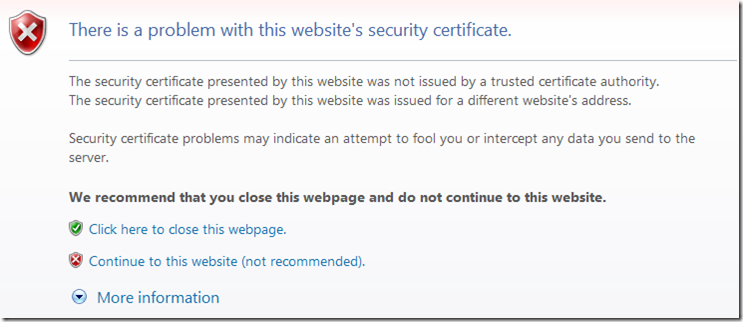 There is a problem with this website's security certificate.
The security certificate presented by this website was not issued by a trusted certificate authority.
The security certificate presented by this website was issued for a different website's address.
Security certificate problems may indicate an attempt to fool you or intercept any data you send to the
server.
We recommend that you close this webpage and do not continue to this website.
Click here to close this webpage.
Continue to this website (not recommended).
More information